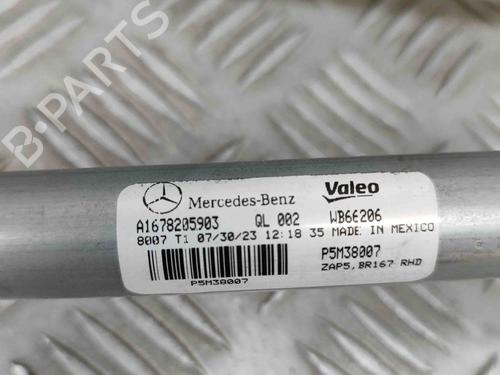 B-PARTS
Mercedes-Benz
Valeo
A1678205903 QL 002 WB66206
8007 T1 07/30/23 12:18 35 MADE IN MEXICO
P5M38007
P5M38007
ZAP5,BR167 RHD